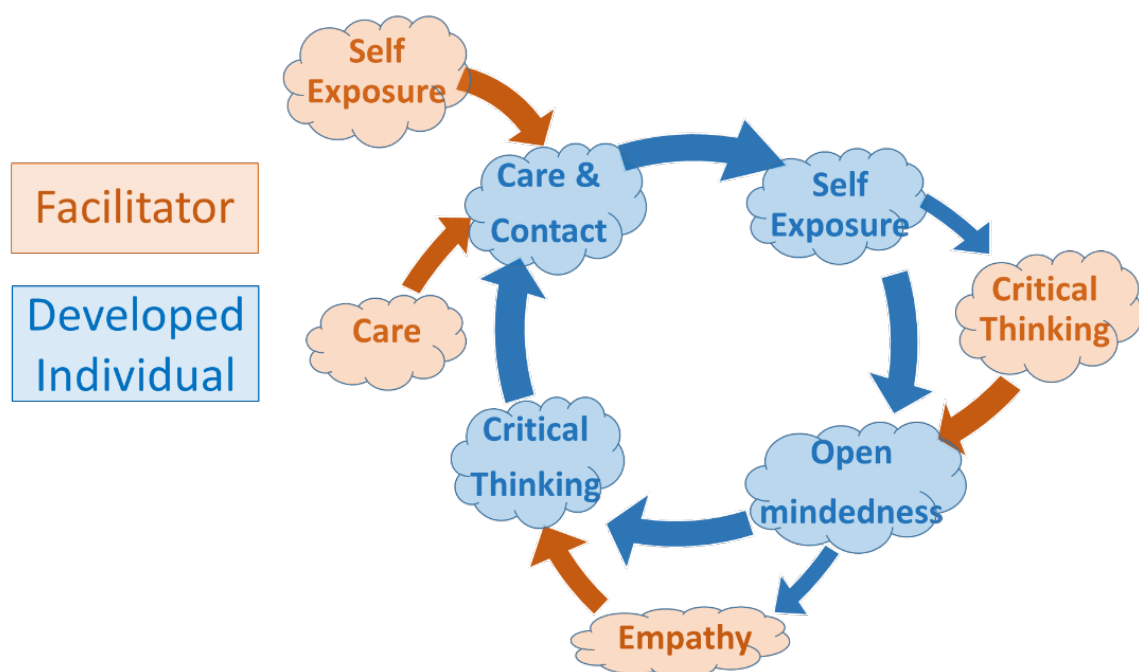 Self
Exposure
Facilitator
Developed
Individual
Care &
Contact
Self
Exposure
Critical
Thinking
Care
Critical
Thinking
Open
mindedness
Empathy